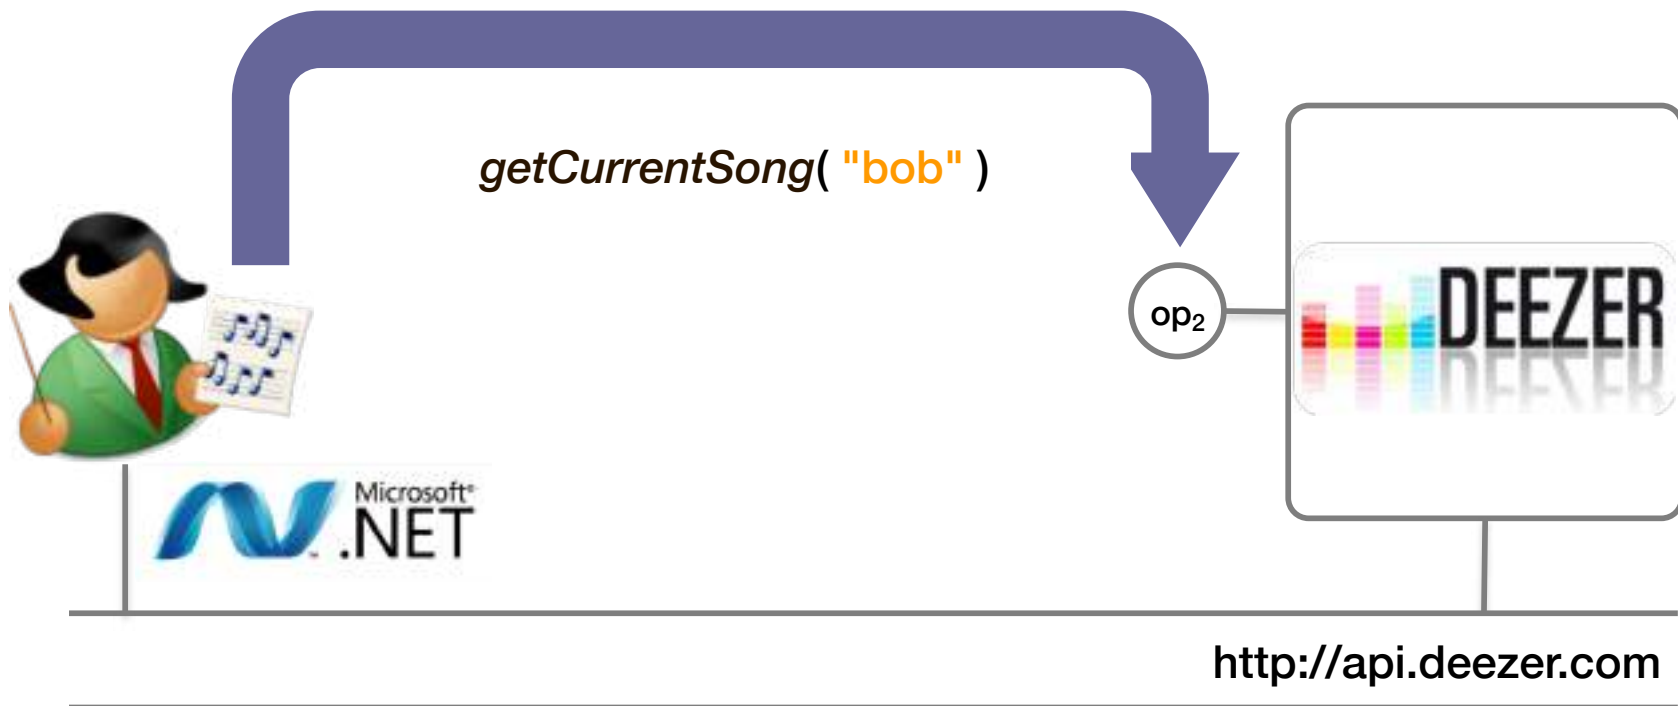 getCurrentSong( "bob" )
op₂
DEEZER
Microsoft®
.NET
http://api.deezer.com